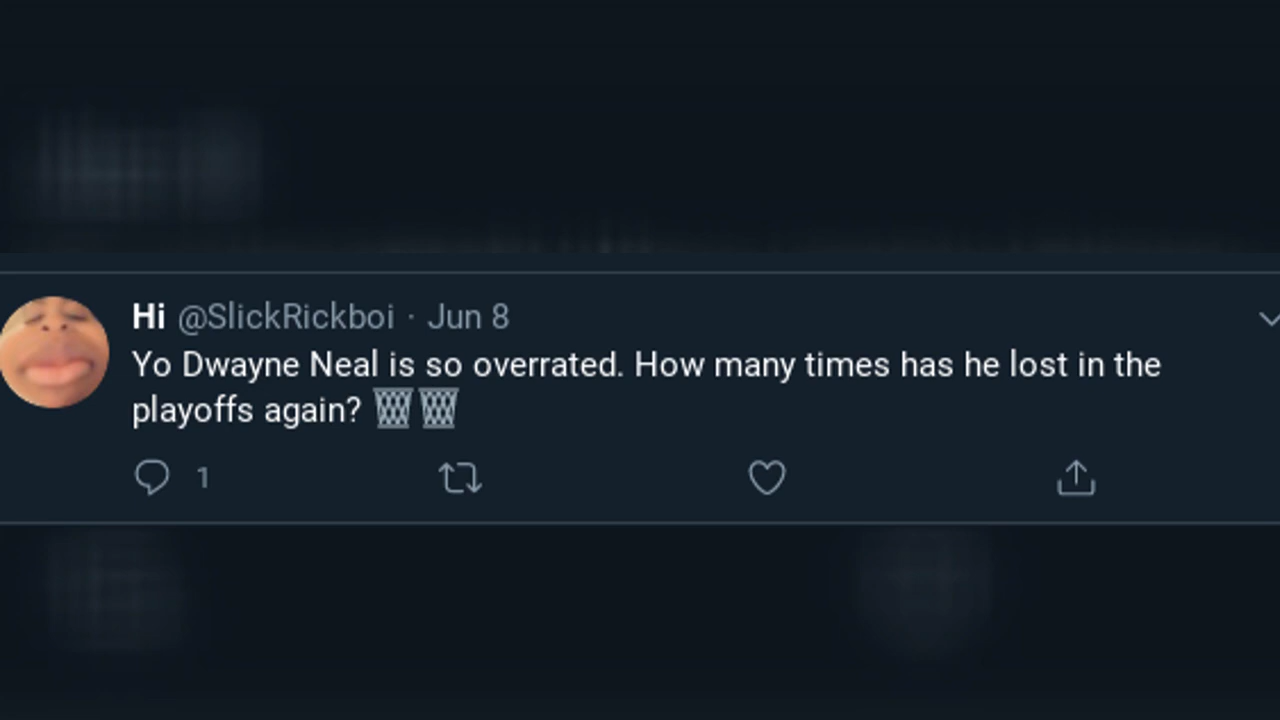 Hi @SlickRickboi · Jun 8
Yo Dwayne Neal is so overrated. How many times has he lost in the
playoffs again? 🗑🗑
1